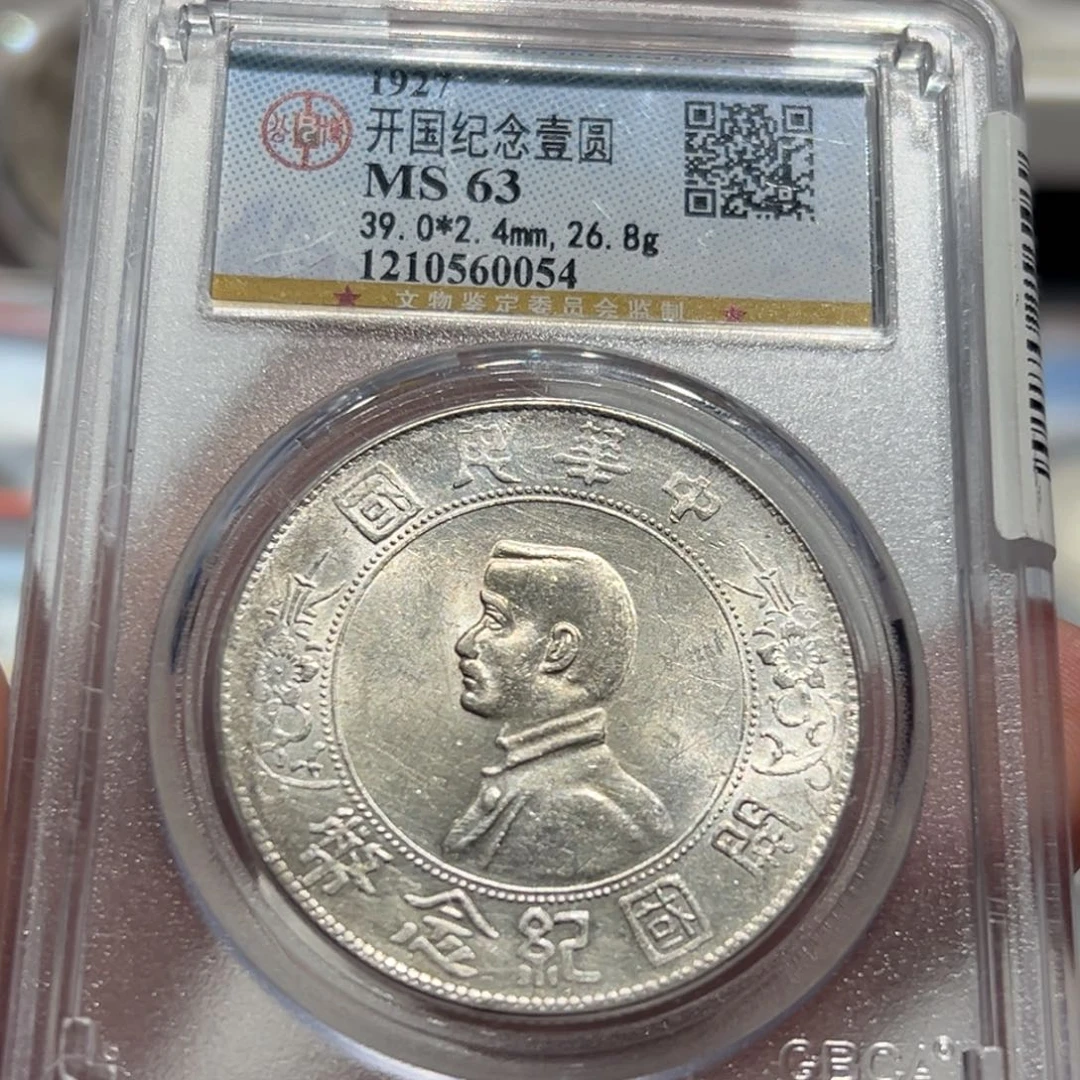 1927
开国纪念壹圆
MS 63
39.0*2.4mm, 26.8g
1210560054
文物鉴定委员会监制
中華民國
開國紀念幣
GBCA